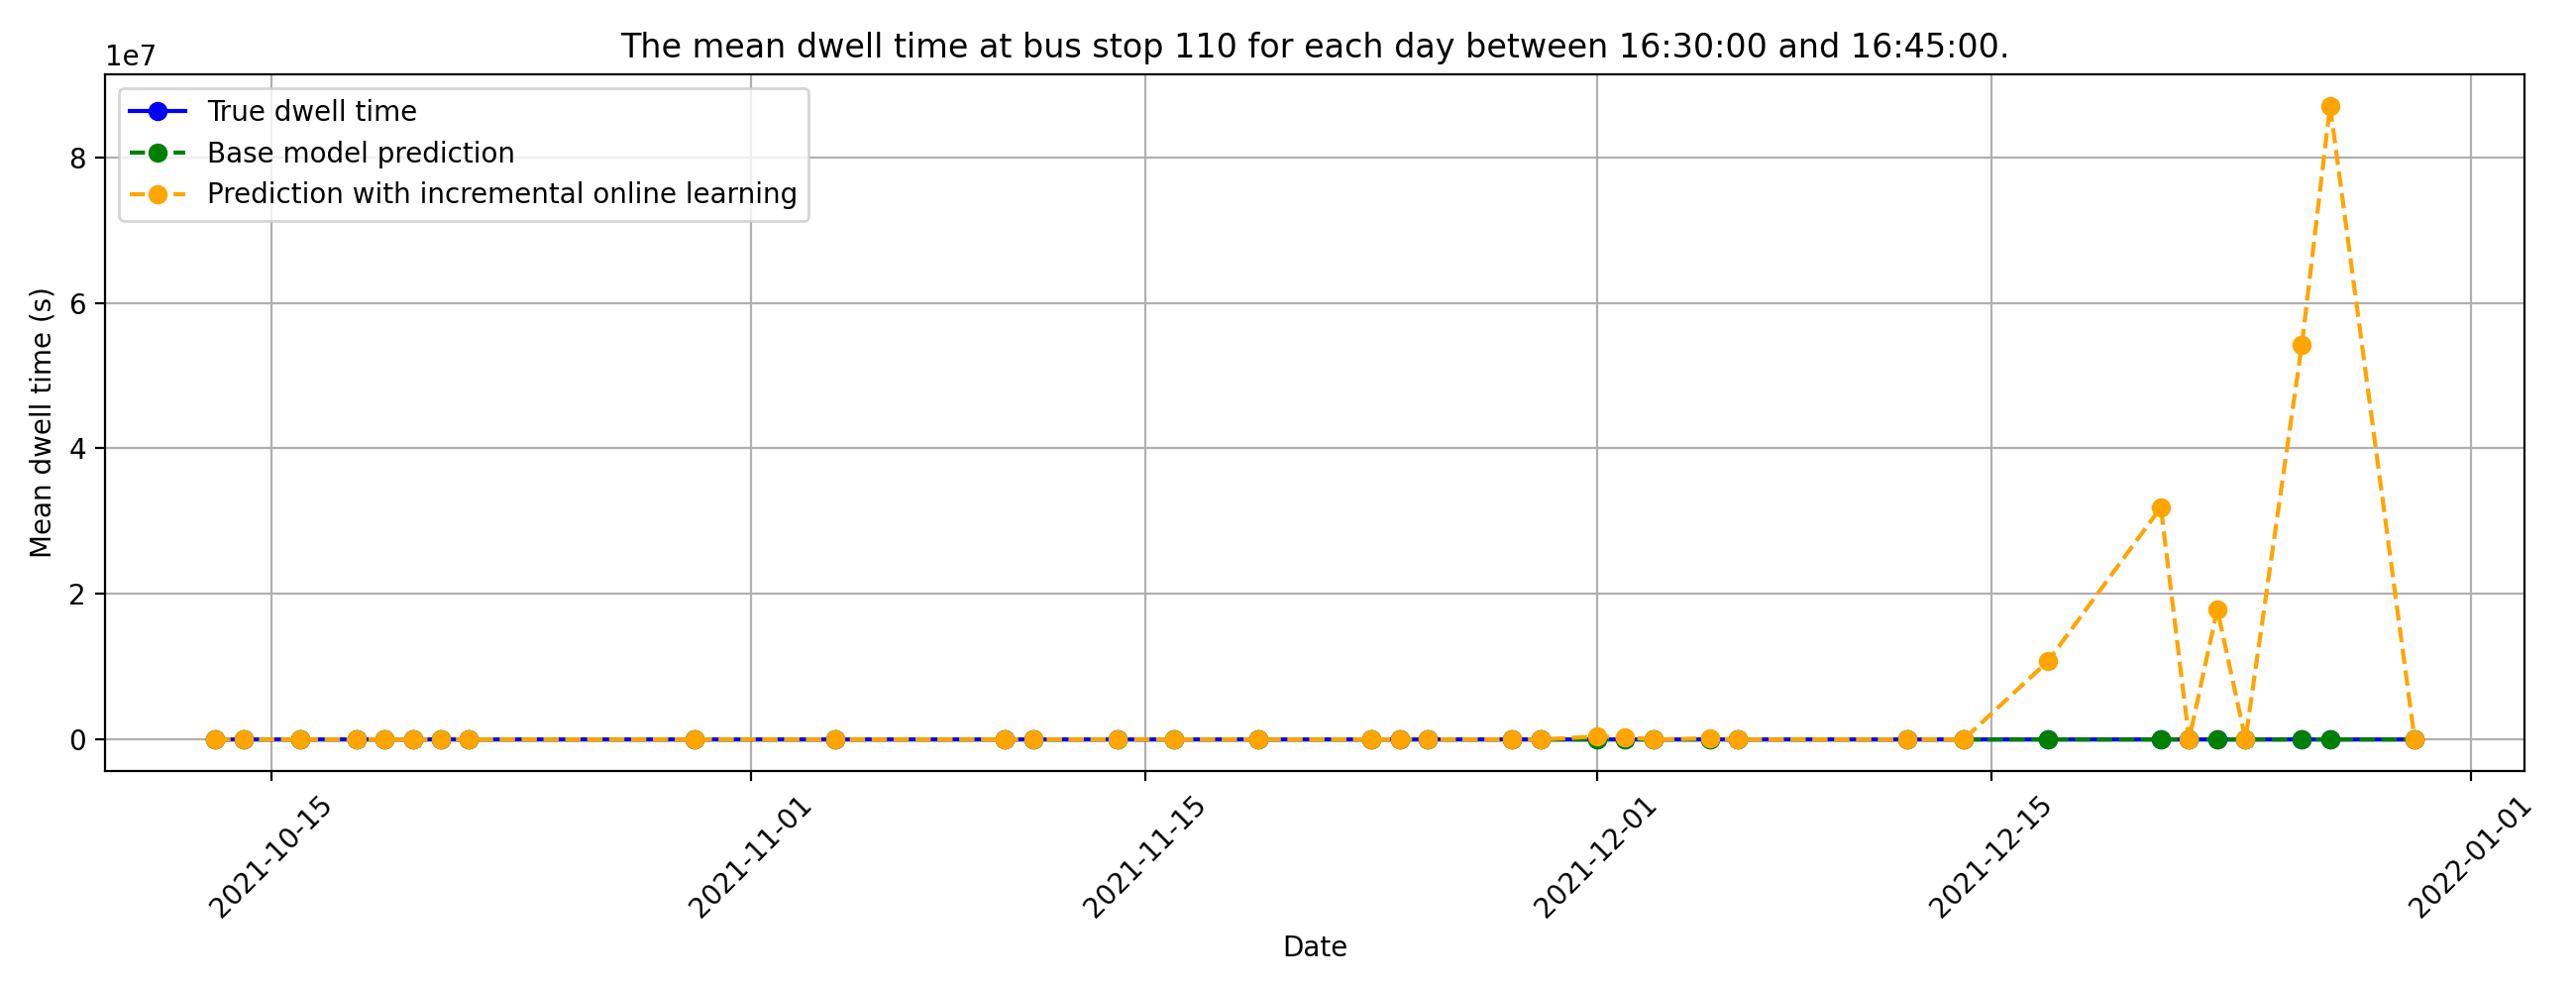 The mean dwell time at bus stop 110 for each day between 16:30:00 and 16:45:00.
1e7
True dwell time
Base model prediction
Prediction with incremental online learning
8
6
4
2
0
Mean dwell time (s)
2021-10-15
2021-11-01
2021-11-15
2021-12-01
2021-12-15
2022-01-01
Date